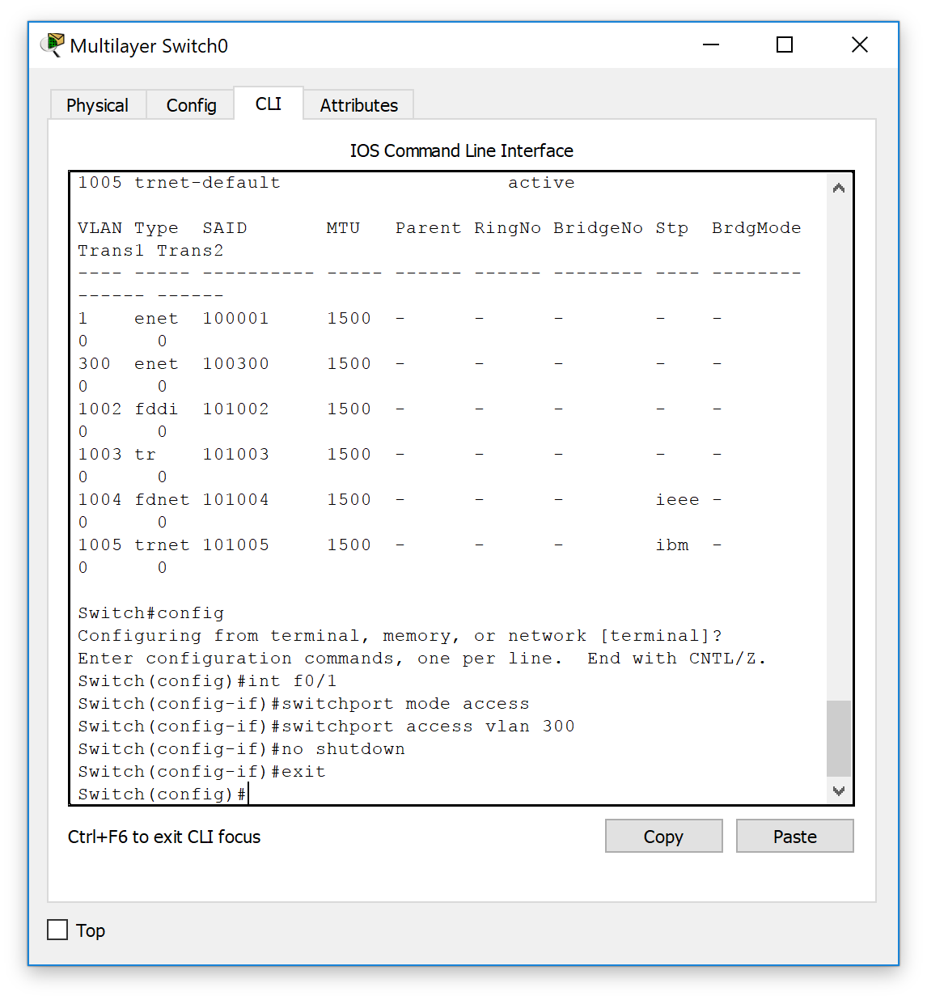 Multilayer Switch0
Physical Config CLI Attributes
IOS Command Line Interface
1005 trnet-default                    active
VLAN Type  SAID       MTU   Parent RingNo BridgeNo Stp  BrdgMode
Trans1 Trans2
---- ----- ---------- ----- ------ ------ -------- ---- --------
------ ------
1    enet  100001     1500  -      -      -        -    -
0      0
300  enet  100300     1500  -      -      -        -    -
0      0
1002 fddi  101002     1500  -      -      -        -    -
0      0
1003 tr    101003     1500  -      -      -        -    -
0      0
1004 fdnet 101004     1500  -      -      -        ieee -
0      0
1005 trnet 101005     1500  -      -      -        ibm  -
0      0
Switch#config
Configuring from terminal, memory, or network [terminal]?
Enter configuration commands, one per line.  End with CNTL/Z.
Switch(config)#int f0/1
Switch(config-if)#switchport mode access
Switch(config-if)#switchport access vlan 300
Switch(config-if)#no shutdown
Switch(config-if)#exit
Switch(config)#
Ctrl+F6 to exit CLI focus Copy Paste
Top